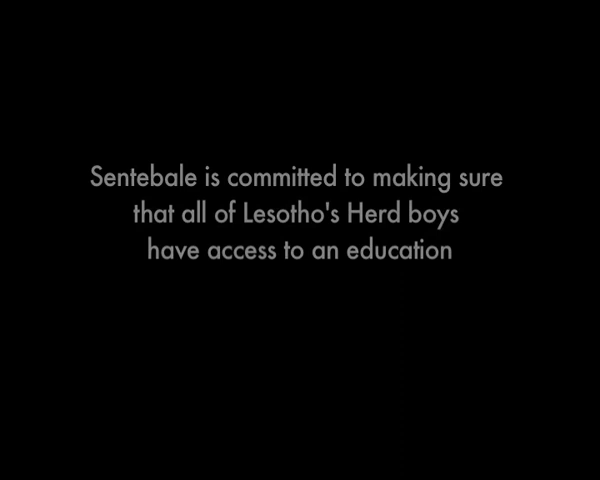 Sentebale is committed to making sure
that all of Lesotho's Herd boys
have access to an education